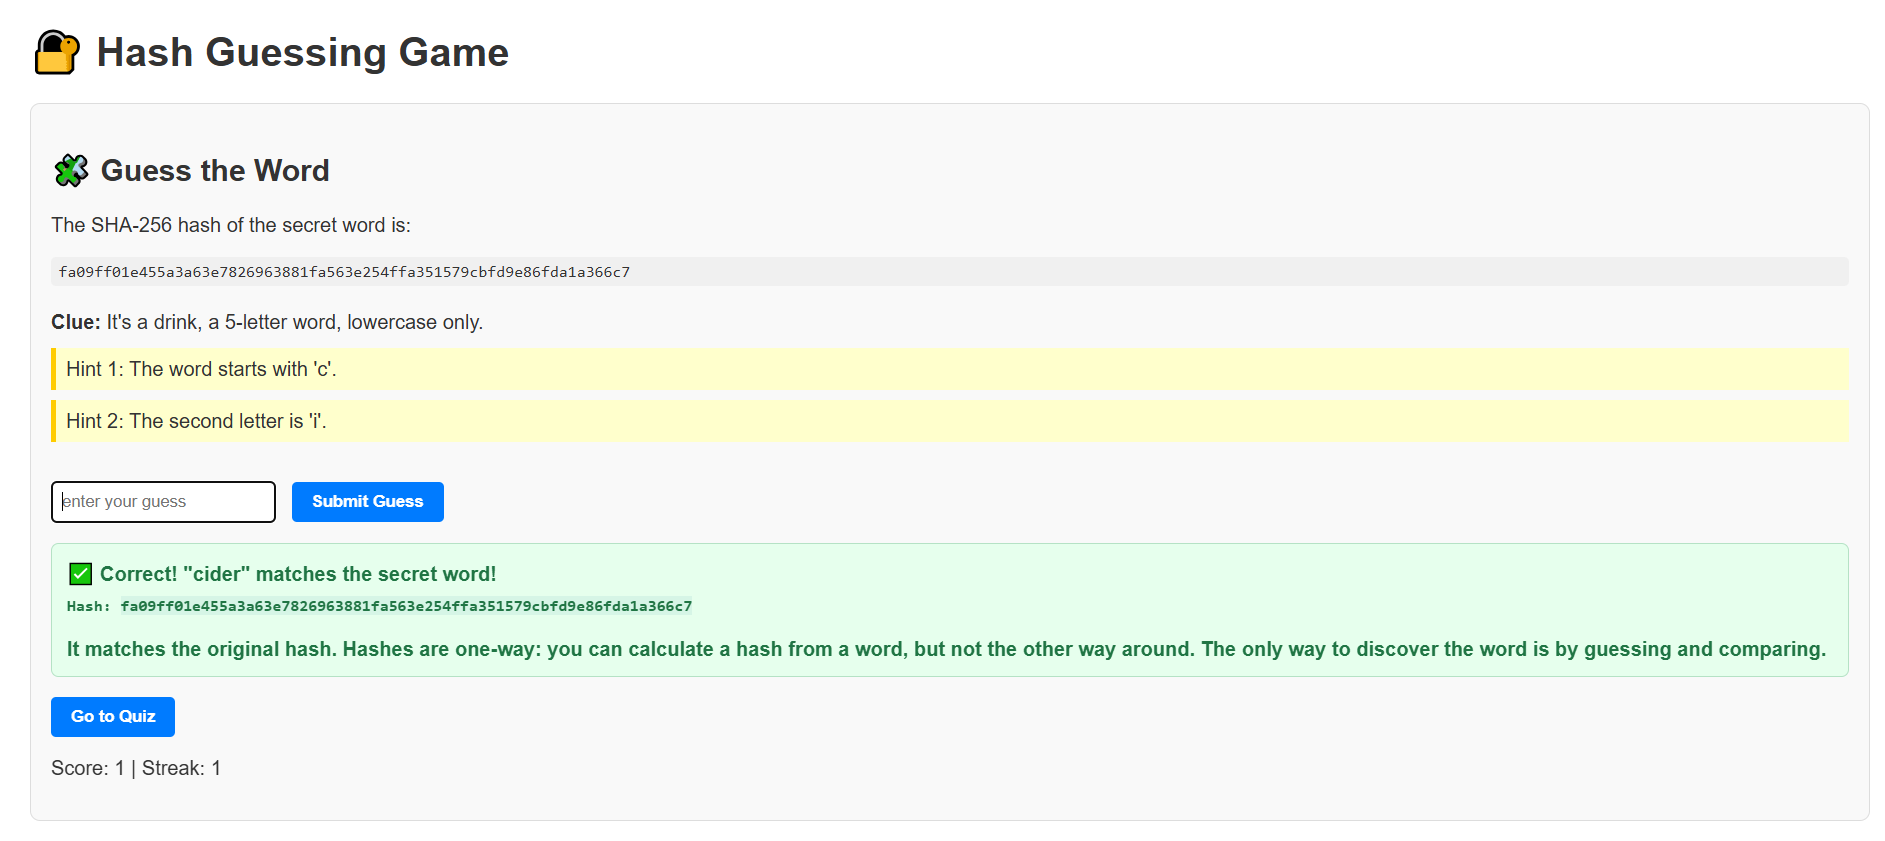 Hash Guessing Game
Guess the Word
The SHA-256 hash of the secret word is:
fa09ff01e455a3a63e7826963881fa563e254ffa351579cbfd9e86fda1a366c7
Clue: It's a drink, a 5-letter word, lowercase only.
Hint 1: The word starts with 'c'.
Hint 2: The second letter is 'i'.
enter your guess Submit Guess
Correct! "cider" matches the secret word!
Hash: fa09ff01e455a3a63e7826963881fa563e254ffa351579cbfd9e86fda1a366c7
It matches the original hash. Hashes are one-way: you can calculate a hash from a word, but not the other way around. The only way to discover the word is by guessing and comparing.
Go to Quiz
Score: 1 | Streak: 1